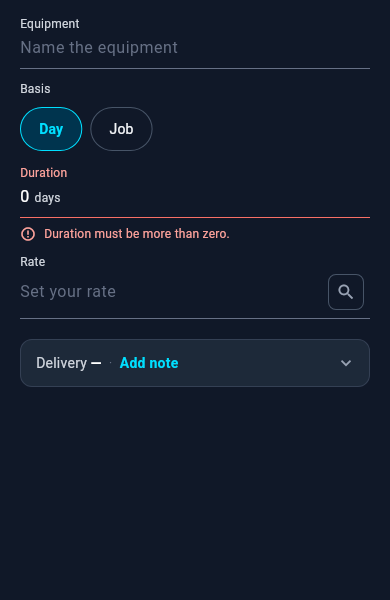 Equipment
Name the equipment
Basis
Day Job
Duration
0 days
Duration must be more than zero.
Rate
Set your rate
Delivery — · Add note